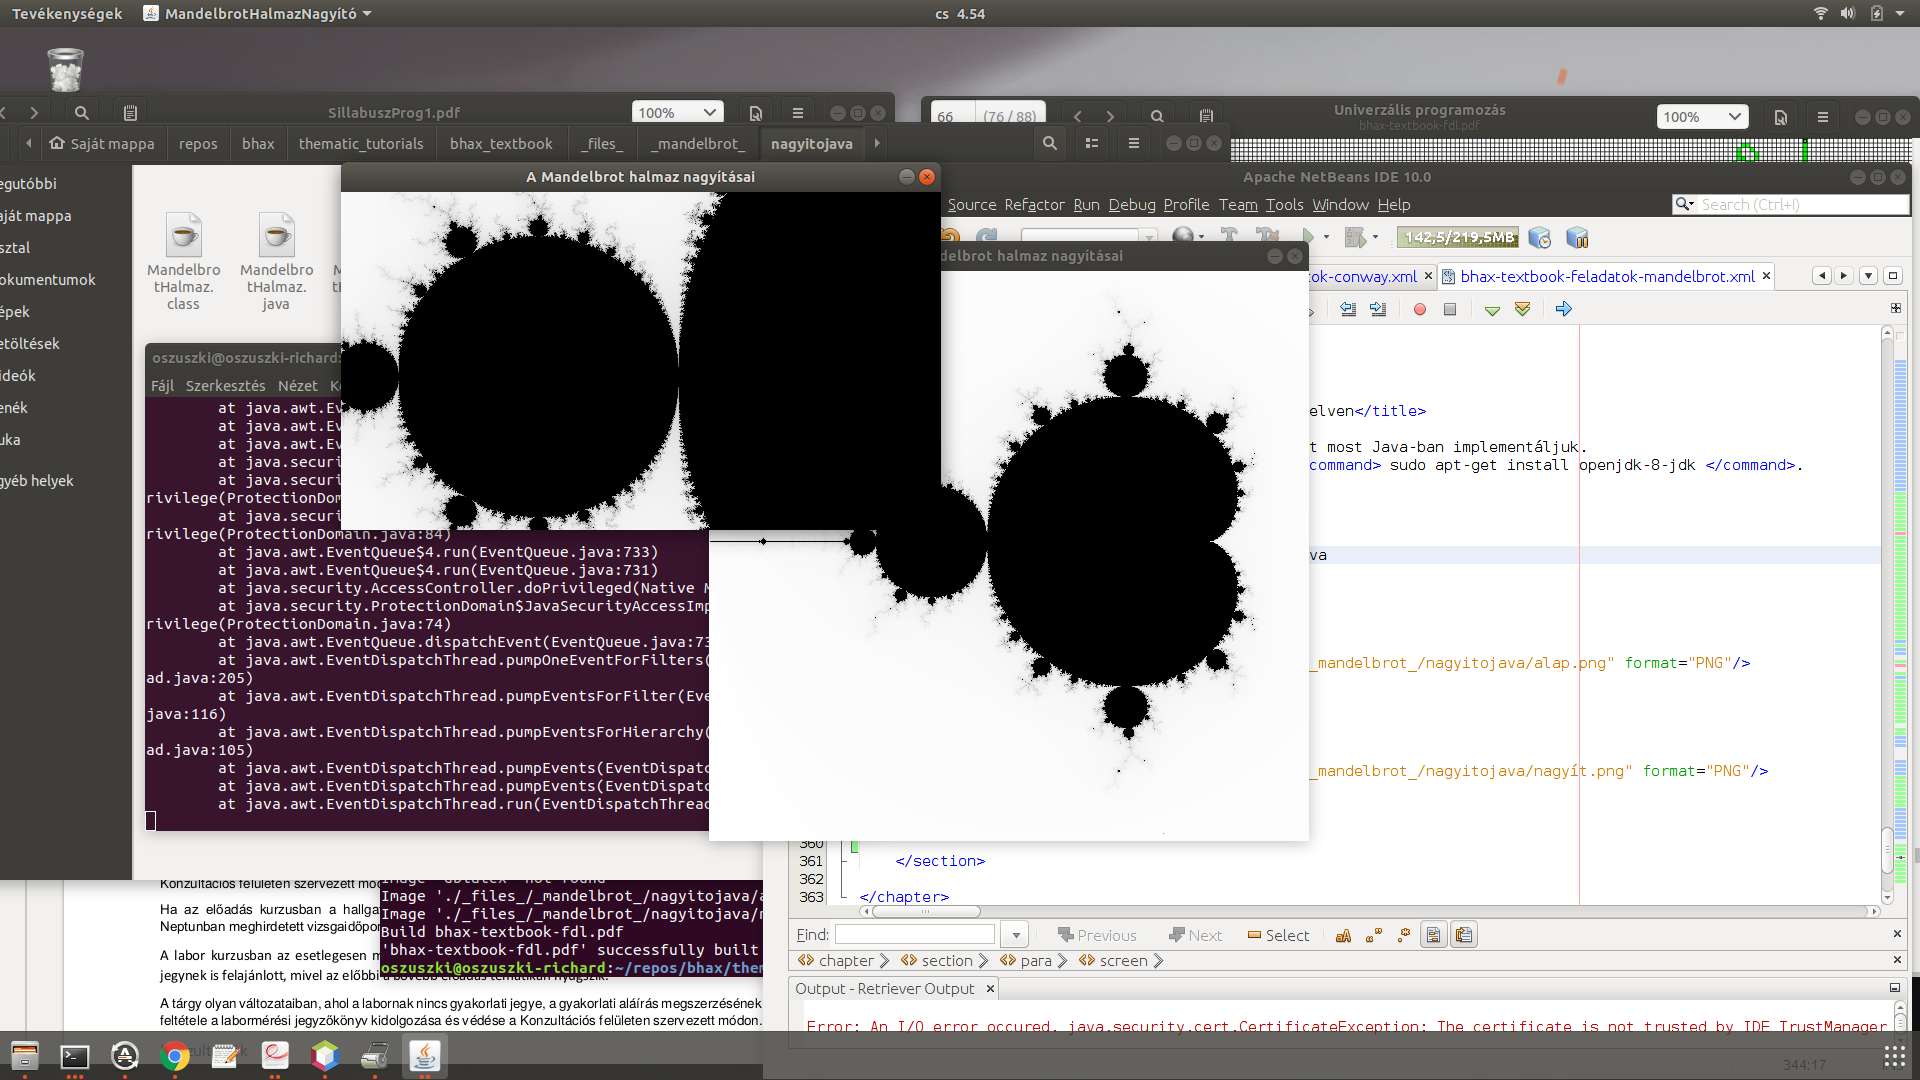 Tevékenységek MandelbrotHalmazNagyító cs 4.54
SillabuszProg1.pdf 100%
66 (76 / 88) Univerzális programozás 100%
bhax-textbook-fdl.pdf
Saját mappa repos bhax thematic_tutorials bhax_textbook _files_ _mandelbrot_ nagyitojava
egutóbbi
aját mappa
sztal
okumentumok
épek
etöltések
ideók
enék
uka
gyéb helyek
Mandelbro
tHalmaz.
class
Mandelbro
tHalmaz.
java
A Mandelbrot halmaz nagyításai
Apache NetBeans IDE 10.0
Source Refactor Run Debug Profile Team Tools Window Help
Search (Ctrl+I)
142,5/219,5MB
delbrot halmaz nagyításai
ok-conway.xml bhax-textbook-feladatok-mandelbrot.xml
oszuszki@oszuszki-richard:
Fájl Szerkesztés Nézet K
at java.awt.Ev
at java.awt.Ev
at java.awt.Ev
at java.secur
at java.secur
rivilege(ProtectionDom
at java.secur
rivilege(ProtectionDomain.java:84)
at java.awt.EventQueue$4.run(EventQueue.java:733)
at java.awt.EventQueue$4.run(EventQueue.java:731)
at java.security.AccessController.doPrivileged(Native M
at java.security.ProtectionDomain$JavaSecurityAccessImp
rivilege(ProtectionDomain.java:74)
at java.awt.EventQueue.dispatchEvent(EventQueue.java:73
at java.awt.EventDispatchThread.pumpOneEventForFilters(
ad.java:205)
at java.awt.EventDispatchThread.pumpEventsForFilter(Eve
java:116)
at java.awt.EventDispatchThread.pumpEventsForHierarchy(
ad.java:105)
at java.awt.EventDispatchThread.pumpEvents(EventDispatc
at java.awt.EventDispatchThread.pumpEvents(EventDispatc
at java.awt.EventDispatchThread.run(EventDispatchThread
elven</title>
t most Java-ban implementáljuk.
command> sudo apt-get install openjdk-8-jdk </command>.
va
_mandelbrot_/nagyitojava/alap.png" format="PNG"/>
_mandelbrot_/nagyitojava/nagyít.png" format="PNG"/>
360
361 </section>
362
363 </chapter>
Find: Previous Next Select
chapter section para screen
Output - Retriever Output
Error: An I/O error occured. java.security.cert.CertificateException: The certificate is not trusted by IDE TrustManager
344:17
Konzultációs felületen szervezett mód
Ha az előadás kurzusban a hallgat
Neptunban meghirdetett vizsgaidőpor
A labor kurzusban az esetlegesen m
jegynek is felajánlott, mivel az előbbi a bővebb előadás tematikán nyugszik.
A tárgy olyan változataiban, ahol a labornak nincs gyakorlati jegye, a gyakorlati aláírás megszerzésének
feltétele a labormérési jegyzőkönyv kidolgozása és védése a Konzultációs felületen szervezett módon.
Image './_files_/_mandelbrot_/nagyitojava/a
Image './_files_/_mandelbrot_/nagyitojava/n
Build bhax-textbook-fdl.pdf
'bhax-textbook-fdl.pdf' successfully built
oszuszki@oszuszki-richard:~/repos/bhax/them